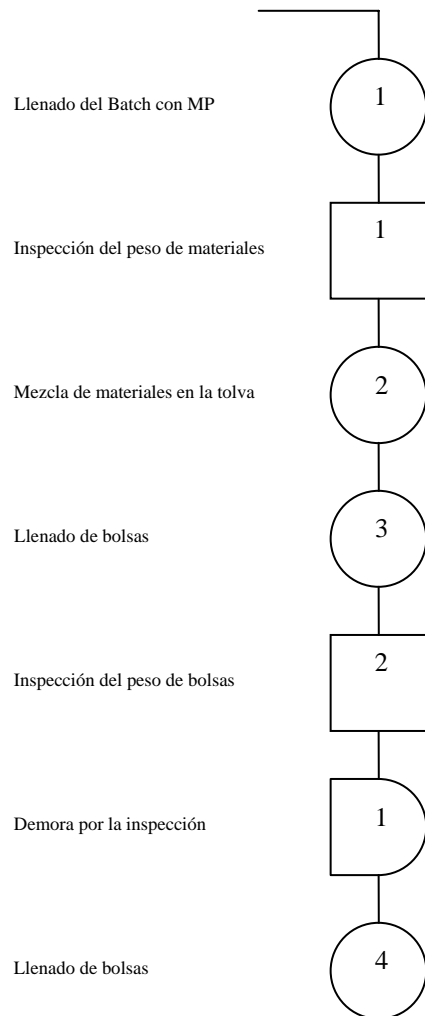 Llenado del Batch con MP
1
Inspección del peso de materiales
1
Mezcla de materiales en la tolva
2
Llenado de bolsas
3
Inspección del peso de bolsas
2
Demora por la inspección
1
Llenado de bolsas
4